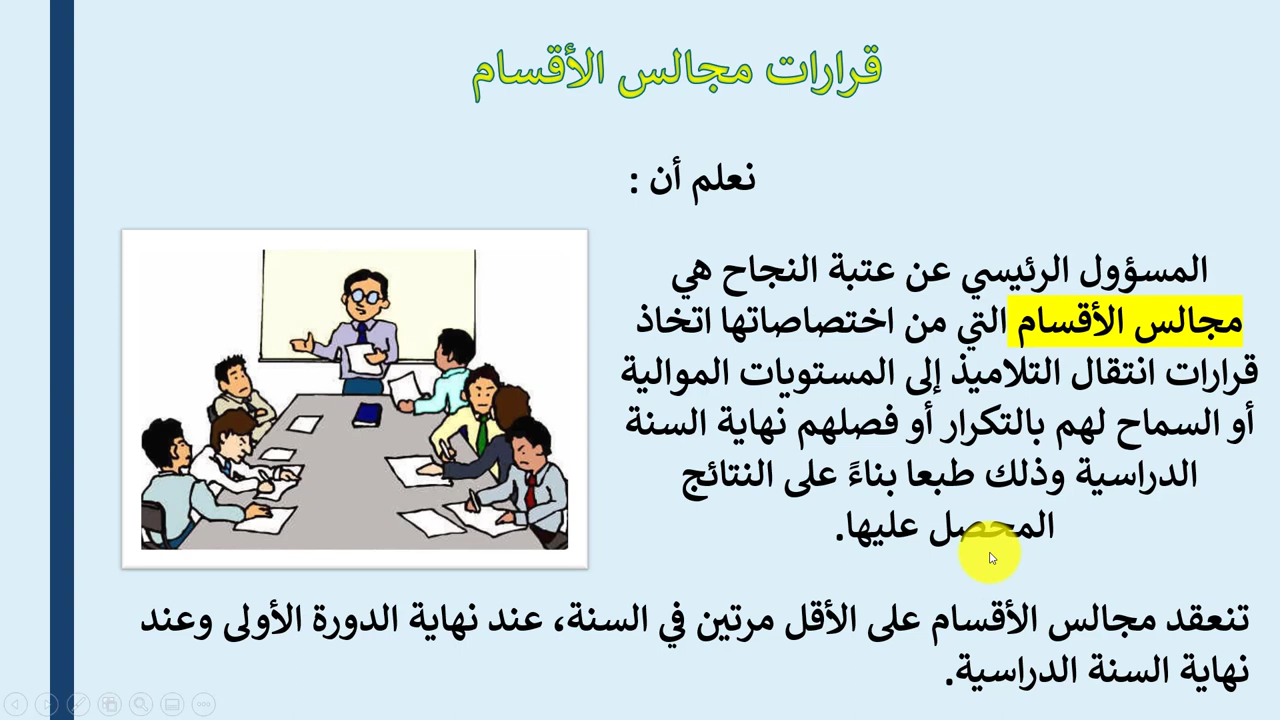 قرارات مجالس الأقسام
نعلم أن :
المسؤول الرئيسي عن عتبة النجاح هي
مجالس الأقسام التي من اختصاصاتها اتخاذ
قرارات انتقال التلاميذ إلى المستويات الموالية
أو السماح لهم بالتكرار أو فصلهم نهاية السنة
الدراسية وذلك طبعا بناءً على النتائج
المحصل عليها.
تنعقد مجالس الأقسام على الأقل مرتين في السنة، عند نهاية الدورة الأولى وعند
نهاية السنة الدراسية.